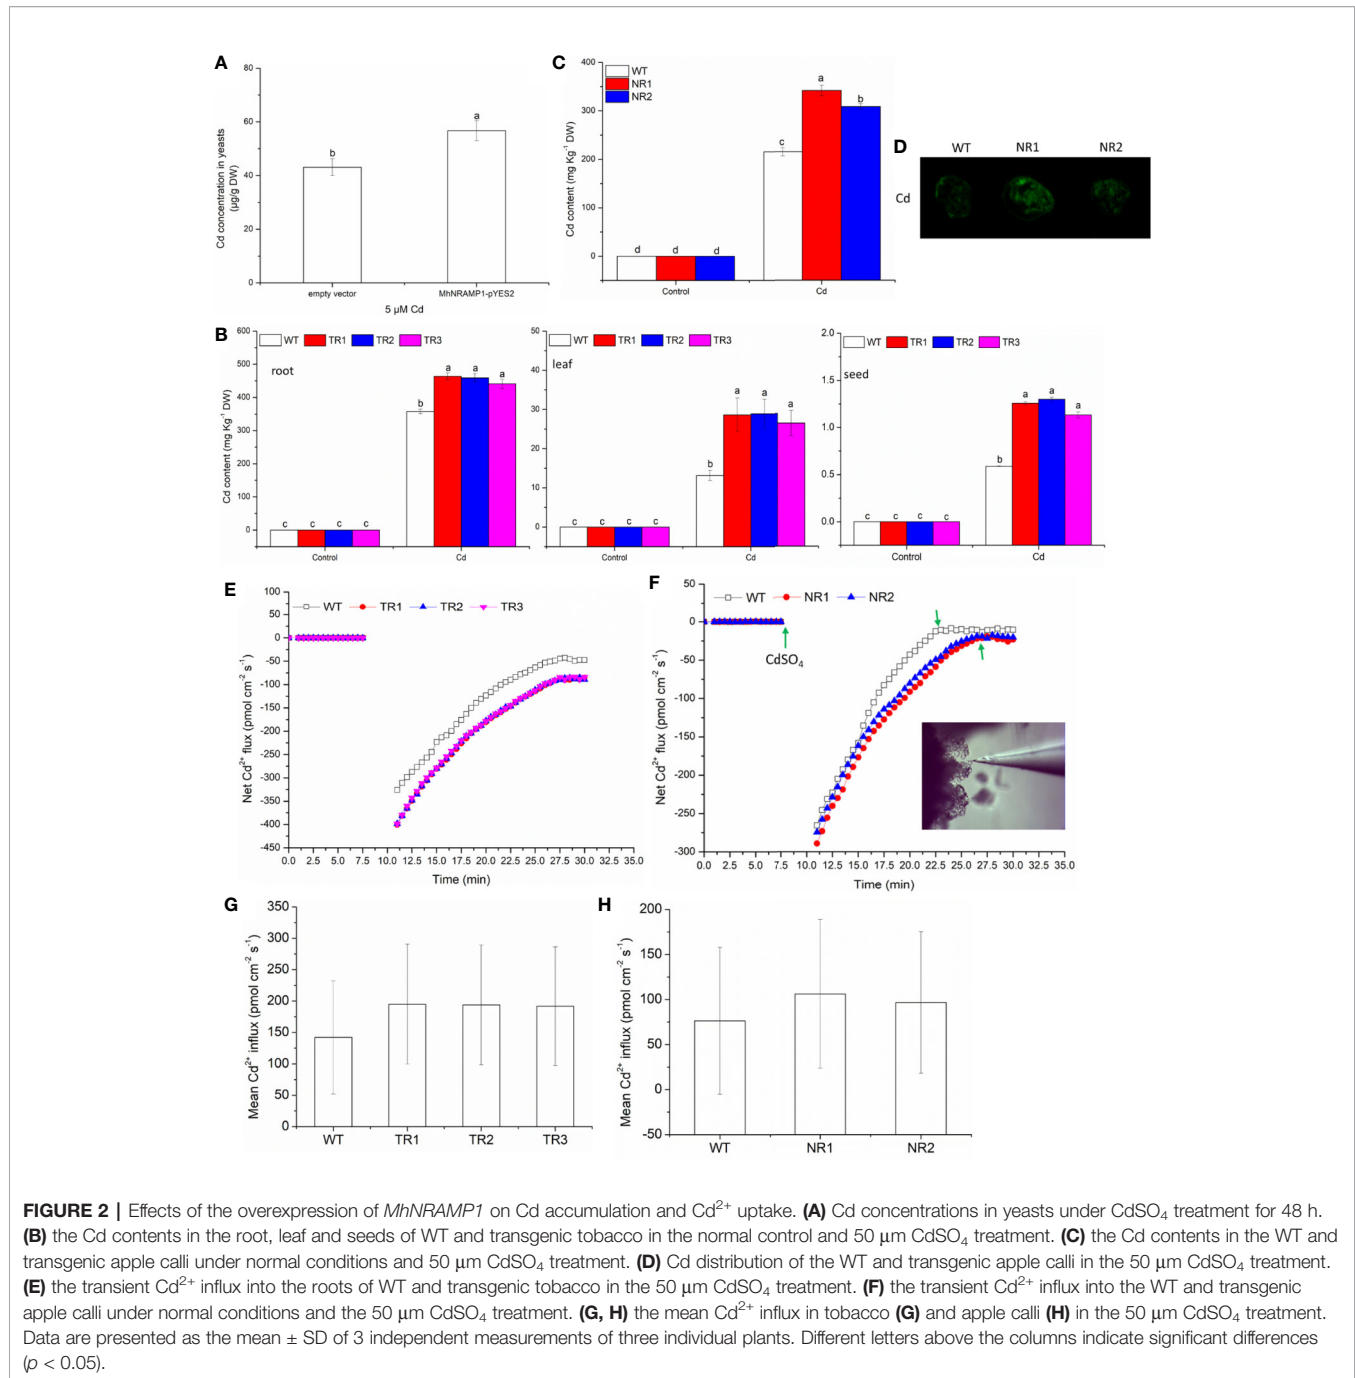 A
80
60
40
20
0
Cd concentration in yeasts
(µg/g DW)
b
a
empty vector
MhNRAMP1-pYES2
5 µM Cd
C
400
300
200
100
0
Cd content (mg Kg⁻¹ DW)
WT
NR1
NR2
d d d
c
a
b
Control
Cd
D
WT NR1 NR2
Cd
B
WT TR1 TR2 TR3
root
600
500
400
300
200
100
0
Cd content (mg Kg⁻¹ DW)
c c c c
b a a a
Control
Cd
WT TR1 TR2 TR3
leaf
50
40
30
20
10
0
c c c c
b a a a
Control
Cd
WT TR1 TR2 TR3
seed
2.0
1.5
1.0
0.5
0.0
c c c c
b a a a
Control
Cd
E
WT TR1 TR2 TR3
100
50
0
-50
-100
-150
-200
-250
-300
-350
-400
-450
Net Cd²⁺ flux (pmol cm⁻² s⁻¹)
0.0 2.5 5.0 7.5 10.0 12.5 15.0 17.5 20.0 22.5 25.0 27.5 30.0 32.5 35.0
Time (min)
F
WT NR1 NR2
50
25
0
-25
-50
-75
-100
-125
-150
-175
-200
-225
-250
-275
-300
Net Cd²⁺ flux (pmol cm⁻² s⁻¹)
CdSO₄
0.0 2.5 5.0 7.5 10.0 12.5 15.0 17.5 20.0 22.5 25.0 27.5 30.0 32.5 35.0
Time (min)
G
350
300
250
200
150
100
50
0
Mean Cd²⁺ influx (pmol cm⁻² s⁻¹)
WT TR1 TR2 TR3
H
200
150
100
50
0
-50
Mean Cd²⁺ influx (pmol cm⁻² s⁻¹)
WT NR1 NR2
FIGURE 2 | Effects of the overexpression of MhNRAMP1 on Cd accumulation and Cd²⁺ uptake. (A) Cd concentrations in yeasts under CdSO₄ treatment for 48 h.
(B) the Cd contents in the root, leaf and seeds of WT and transgenic tobacco in the normal control and 50 μm CdSO₄ treatment. (C) the Cd contents in the WT and
transgenic apple calli under normal conditions and 50 μm CdSO₄ treatment. (D) Cd distribution of the WT and transgenic apple calli in the 50 μm CdSO₄ treatment.
(E) the transient Cd²⁺ influx into the roots of WT and transgenic tobacco in the 50 μm CdSO₄ treatment. (F) the transient Cd²⁺ influx into the WT and transgenic
apple calli under normal conditions and the 50 μm CdSO₄ treatment. (G, H) the mean Cd²⁺ influx in tobacco (G) and apple calli (H) in the 50 μm CdSO₄ treatment.
Data are presented as the mean ± SD of 3 independent measurements of three individual plants. Different letters above the columns indicate significant differences
(p < 0.05).